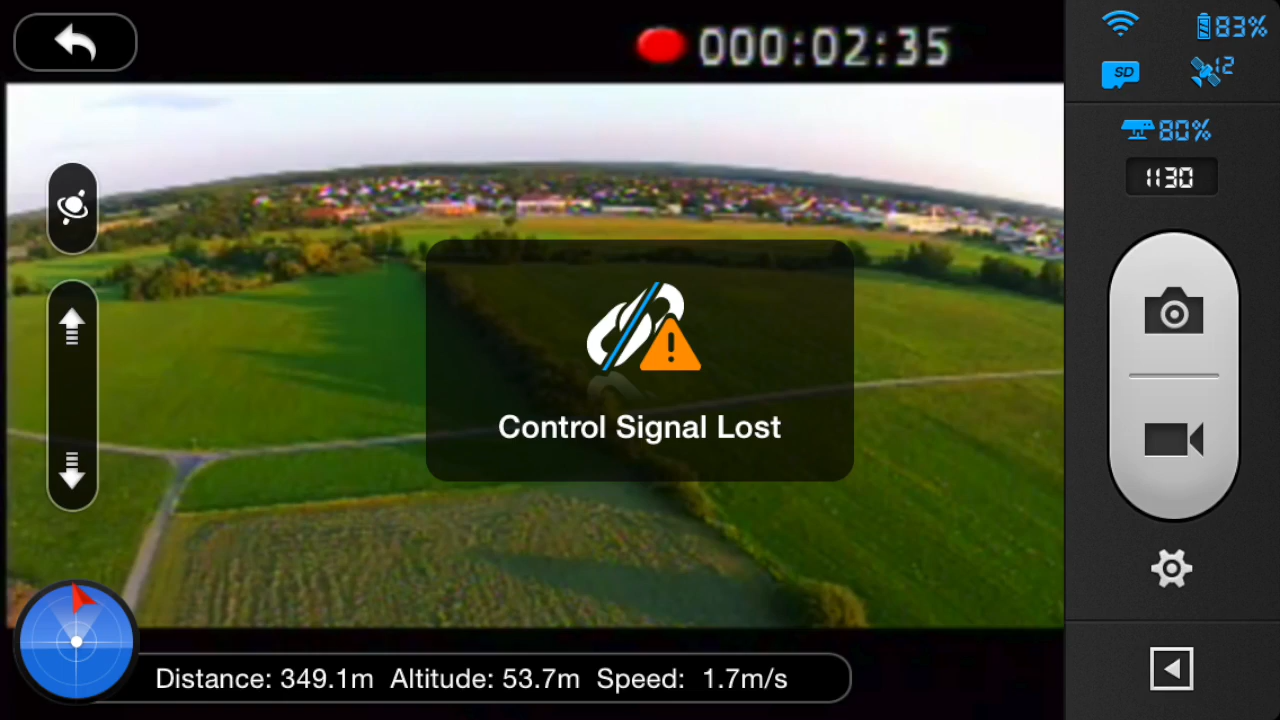 000:02:35
83%
SD
12
80%
1130
Control Signal Lost
Distance: 349.1m Altitude: 53.7m Speed: 1.7m/s